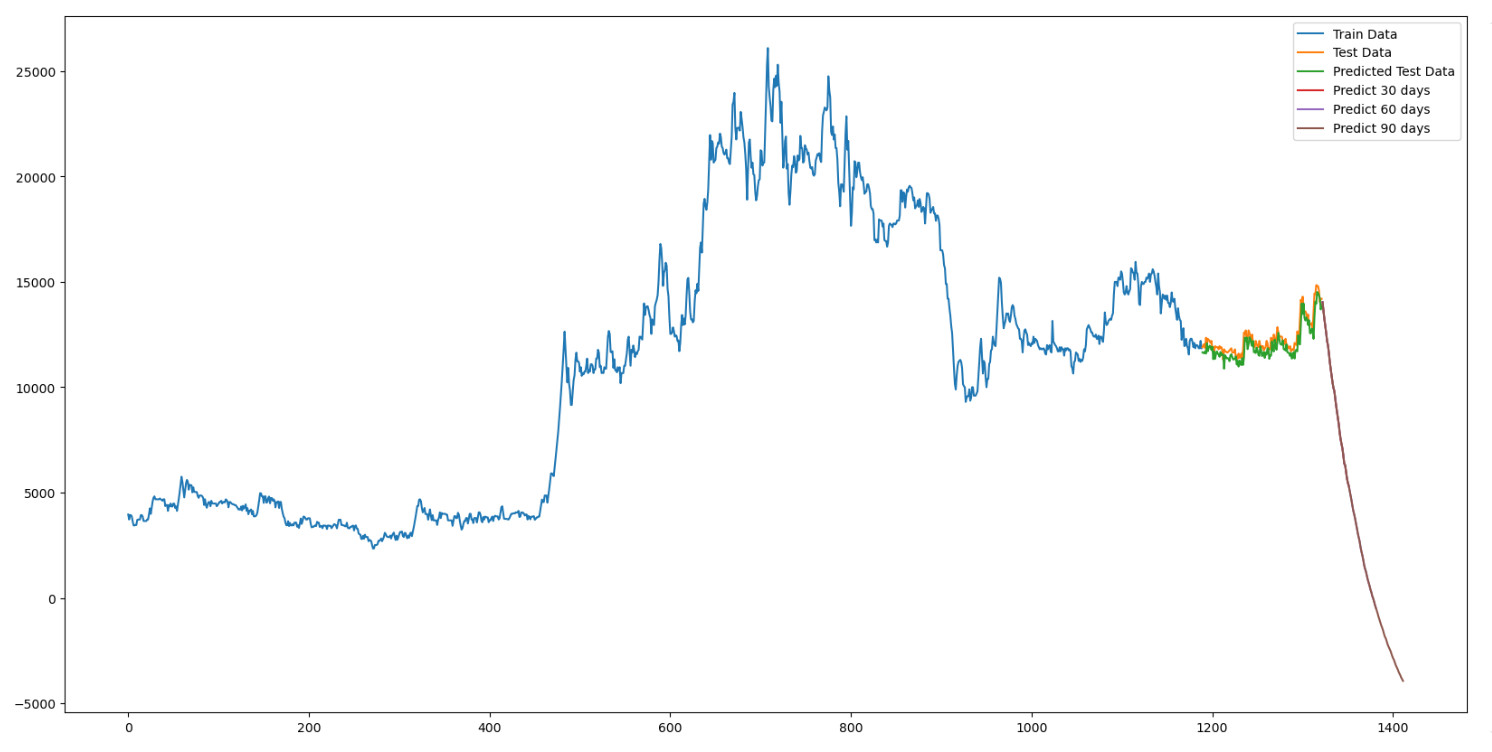 Train Data
Test Data
Predicted Test Data
Predict 30 days
Predict 60 days
Predict 90 days
25000
20000
15000
10000
5000
0
−5000
0 200 400 600 800 1000 1200 1400